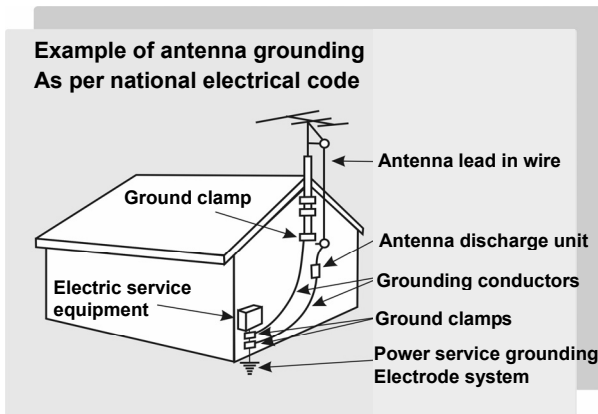 Example of antenna grounding
As per national electrical code
Antenna lead in wire
Ground clamp
Antenna discharge unit
Electric service
equipment
Grounding conductors
Ground clamps
Power service grounding
Electrode system